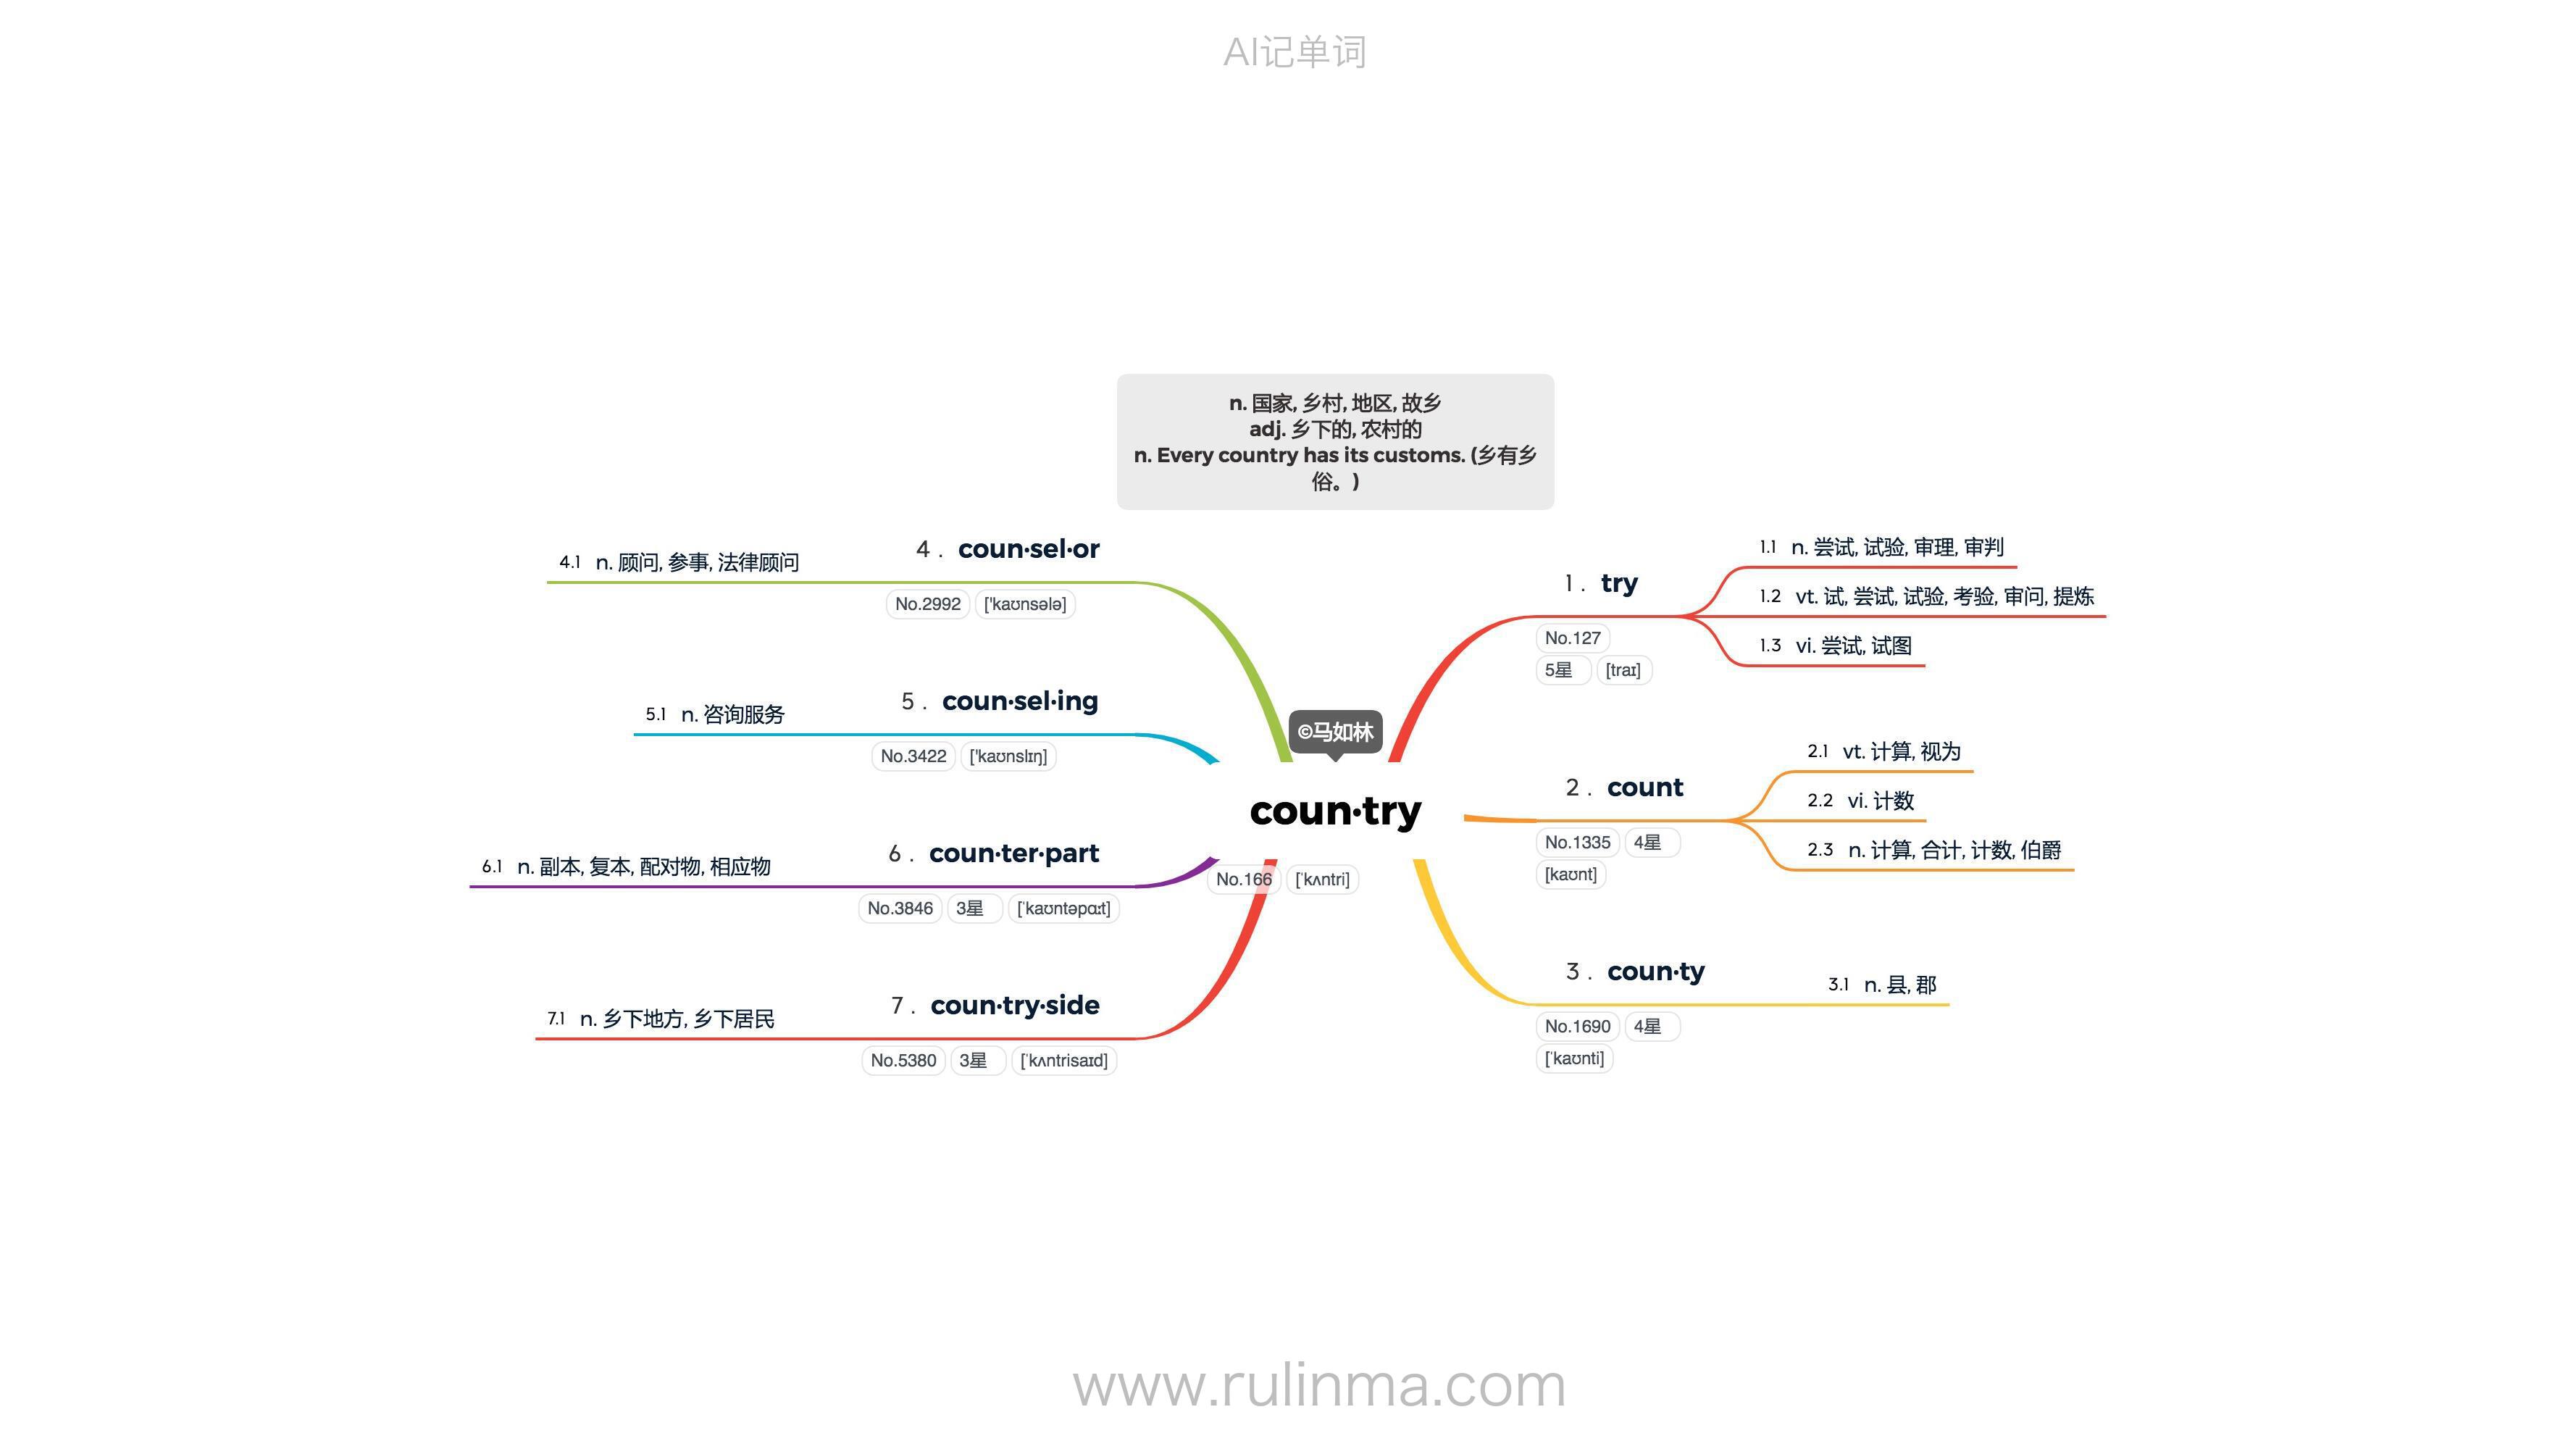 AI记单词
n. 国家, 乡村, 地区, 故乡
adj. 乡下的, 农村的
n. Every country has its customs. (乡有乡
俗。)
©马如林
coun·try
No.166 [ˈkʌntri]
1 . try
No.127
5星 [traɪ]
1.1 n. 尝试, 试验, 审理, 审判
1.2 vt. 试, 尝试, 试验, 考验, 审问, 提炼
1.3 vi. 尝试, 试图
2 . count
No.1335 4星
[kaʊnt]
2.1 vt. 计算, 视为
2.2 vi. 计数
2.3 n. 计算, 合计, 计数, 伯爵
3 . coun·ty
No.1690 4星
[ˈkaʊnti]
3.1 n. 县, 郡
4 . coun·sel·or
No.2992 ['kaʊnsələ]
4.1 n. 顾问, 参事, 法律顾问
5 . coun·sel·ing
No.3422 ['kaʊnslɪŋ]
5.1 n. 咨询服务
6 . coun·ter·part
No.3846 3星 [ˈkaʊntəpɑːt]
6.1 n. 副本, 复本, 配对物, 相应物
7 . coun·try·side
No.5380 3星 [ˈkʌntrisaɪd]
7.1 n. 乡下地方, 乡下居民
www.rulinma.com